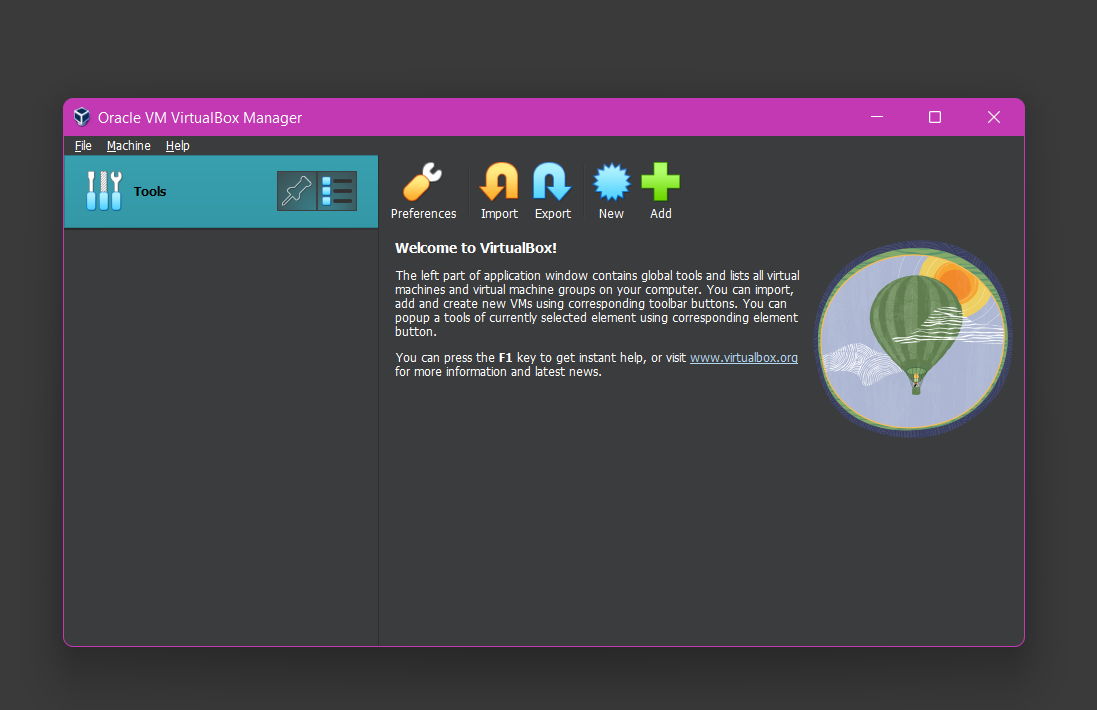 Oracle VM VirtualBox Manager
File Machine Help
Tools
Preferences Import Export New Add
Welcome to VirtualBox!
The left part of application window contains global tools and lists all virtual
machines and virtual machine groups on your computer. You can import,
add and create new VMs using corresponding toolbar buttons. You can
popup a tools of currently selected element using corresponding element
button.
You can press the F1 key to get instant help, or visit www.virtualbox.org
for more information and latest news.